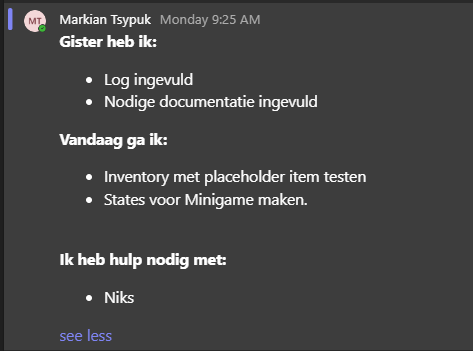 MT Markian Tsypuk Monday 9:25 AM
Gister heb ik:
• Log ingevuld
• Nodige documentatie ingevuld
Vandaag ga ik:
• Inventory met placeholder item testen
• States voor Minigame maken.
Ik heb hulp nodig met:
• Niks
see less